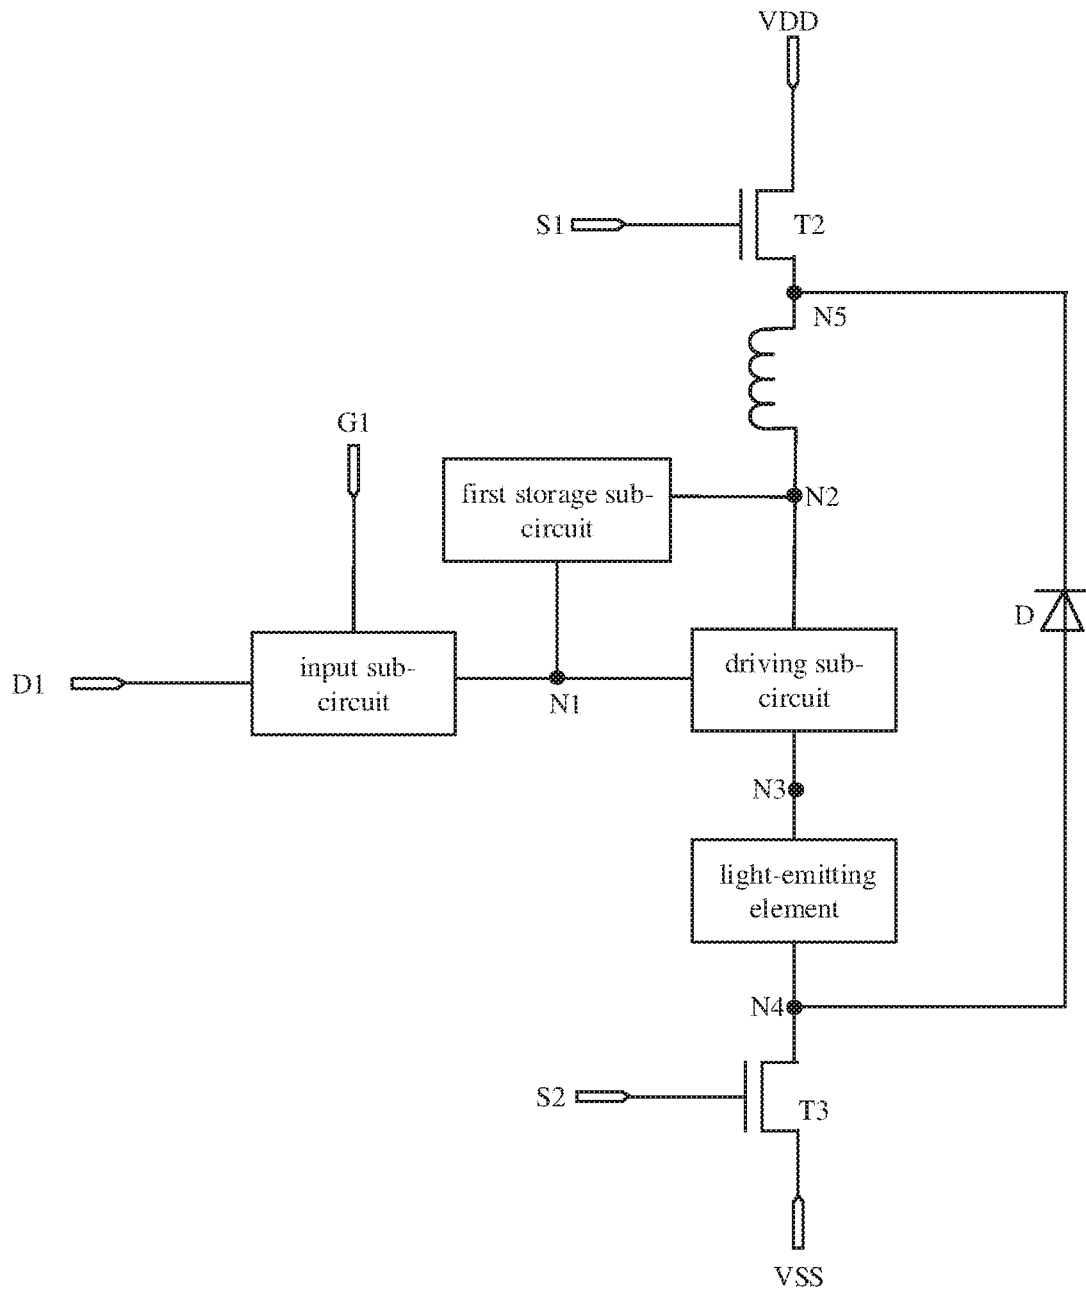 VDD
S1
T2
N5
G1
first storage sub-
circuit
N2
D
input sub-
circuit
driving sub-
circuit
D1
N1
N3
light-emitting
element
N4
S2
T3
VSS